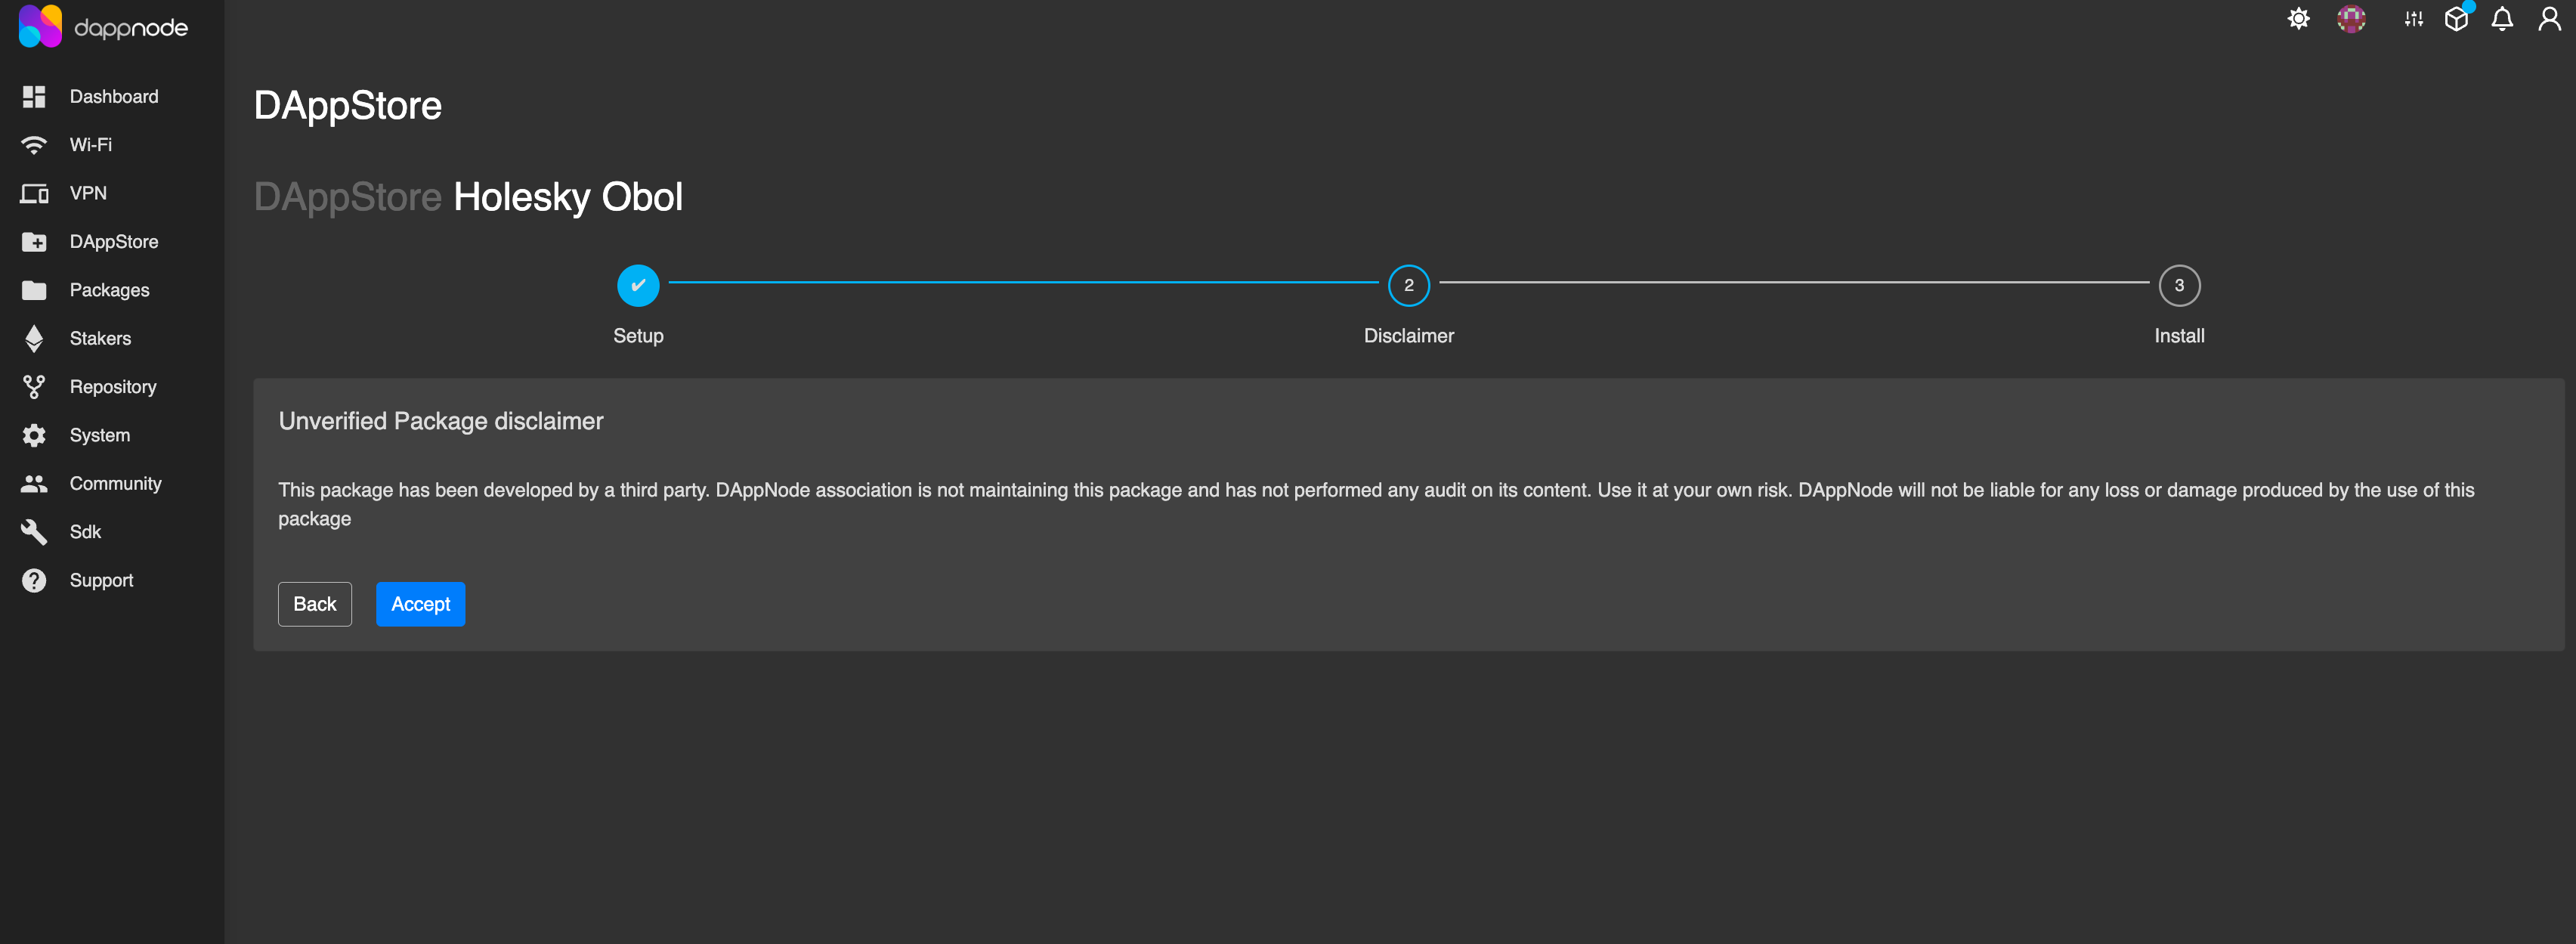 dappnode
Dashboard
Wi-Fi
VPN
DAppStore
Packages
Stakers
Repository
System
Community
Sdk
Support
DAppStore
DAppStore Holesky Obol
✓ 2 3
Setup Disclaimer Install
Unverified Package disclaimer
This package has been developed by a third party. DAppNode association is not maintaining this package and has not performed any audit on its content. Use it at your own risk. DAppNode will not be liable for any loss or damage produced by the use of this
package
Back Accept